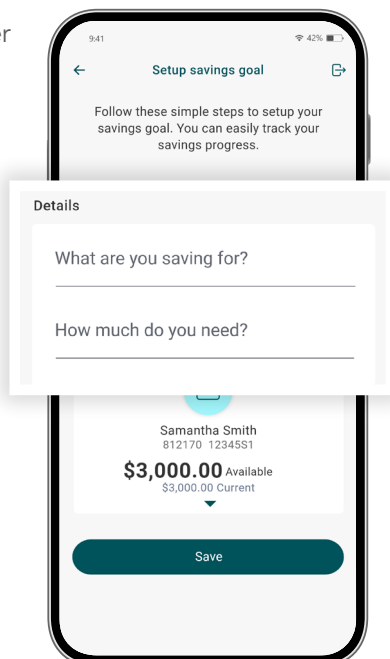 er
9:41 42%
Setup savings goal
Follow these simple steps to setup your
savings goal. You can easily track your
savings progress.
Details
What are you saving for?
How much do you need?
Samantha Smith
812170 12345S1
$3,000.00 Available
$3,000.00 Current
Save